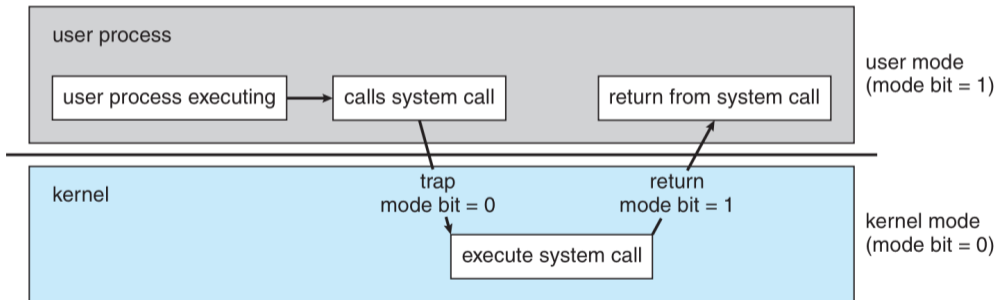 user process
user process executing
calls system call
return from system call
user mode
(mode bit = 1)
kernel
trap
mode bit = 0
return
mode bit = 1
execute system call
kernel mode
(mode bit = 0)